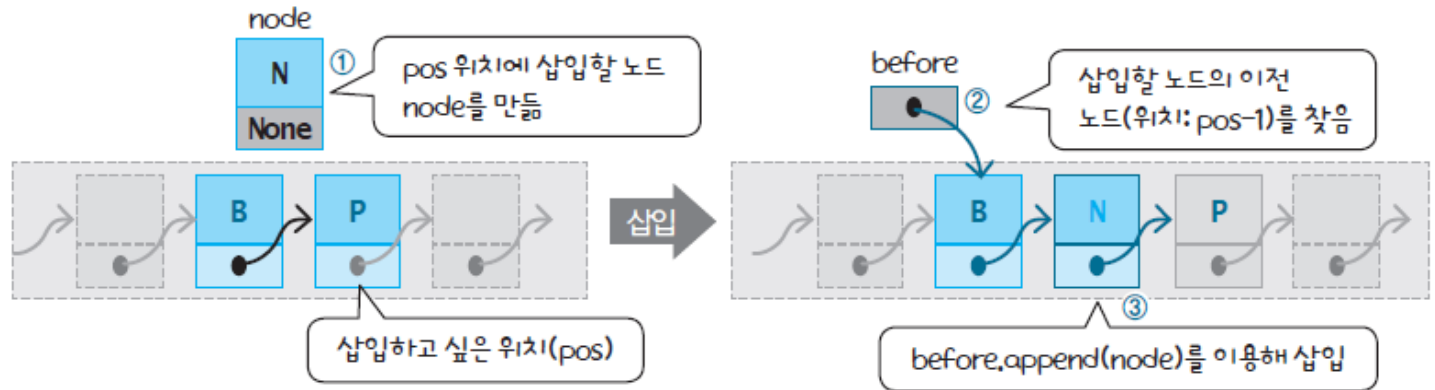 node
N
None
①
pos 위치에 삽입할 노드
node를 만듦
B
P
삽입하고 싶은 위치(pos)
삽입
before
②
삽입할 노드의 이전
노드(위치: pos-1)를 찾음
B
N
P
③
before.append(node)를 이용해 삽입